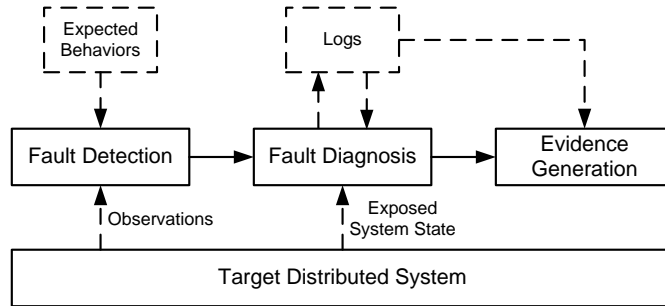 Expected
Behaviors
Logs
Fault Detection
Fault Diagnosis
Evidence
Generation
Observations
Exposed
System State
Target Distributed System